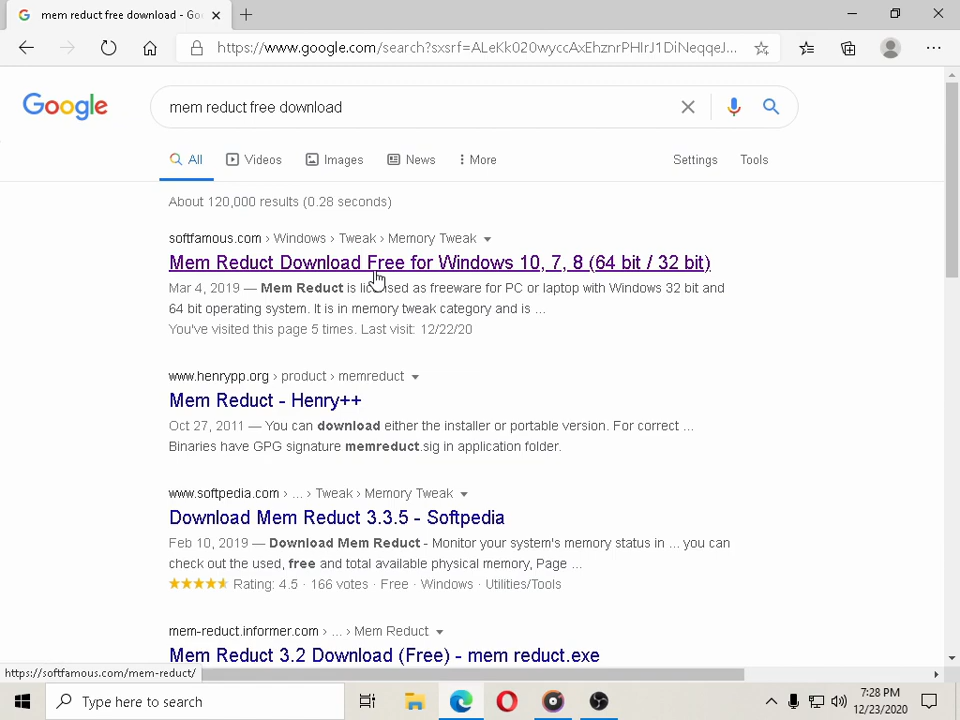 mem reduct free download - Go
https://www.google.com/search?sxsrf=ALeKk020wyccAxEhznrPHIrJ1DiNeqqeJ...
Google
mem reduct free download
All
Videos
Images
News
More
Settings
Tools
About 120,000 results (0.28 seconds)
softfamous.com › Windows › Tweak › Memory Tweak
Mem Reduct Download Free for Windows 10, 7, 8 (64 bit / 32 bit)
Mar 4, 2019 — Mem Reduct is licensed as freeware for PC or laptop with Windows 32 bit and
64 bit operating system. It is in memory tweak category and is ...
You've visited this page 5 times. Last visit: 12/22/20
www.henrypp.org › product › memreduct
Mem Reduct - Henry++
Oct 27, 2011 — You can download either the installer or portable version. For correct ...
Binaries have GPG signature memreduct.sig in application folder.
www.softpedia.com › ... › Tweak › Memory Tweak
Download Mem Reduct 3.3.5 - Softpedia
Feb 10, 2019 — Download Mem Reduct - Monitor your system's memory status in ... you can
check out the used, free and total available physical memory, Page ...
Rating: 4.5 · 166 votes · Free · Windows · Utilities/Tools
mem-reduct.informer.com › ... › Mem Reduct
Mem Reduct 3.2 Download (Free) - mem reduct.exe
https://softfamous.com/mem-reduct/
Type here to search
7:28 PM
12/23/2020